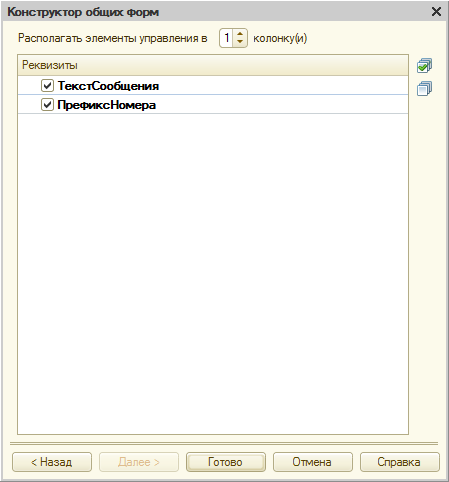 Конструктор общих форм
Располагать элементы управления в 1 колонку(и)
Реквизиты
ТекстСообщения
ПрефиксНомера
< Назад Далее > Готово Отмена Справка